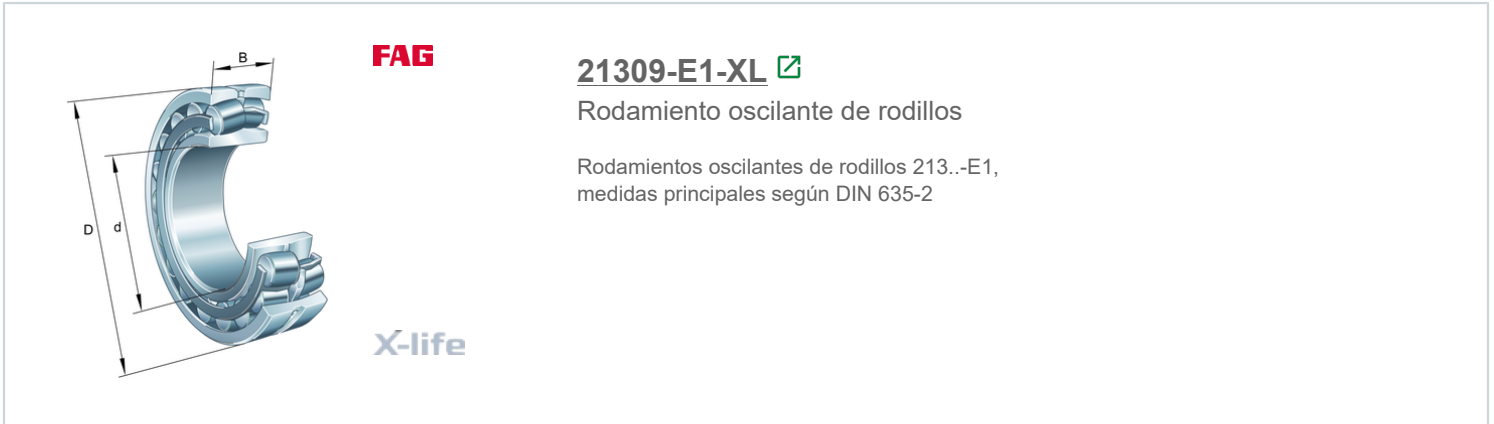 FAG
B
D
d
X-life
21309-E1-XL
Rodamiento oscilante de rodillos
Rodamientos oscilantes de rodillos 213..-E1,
medidas principales según DIN 635-2